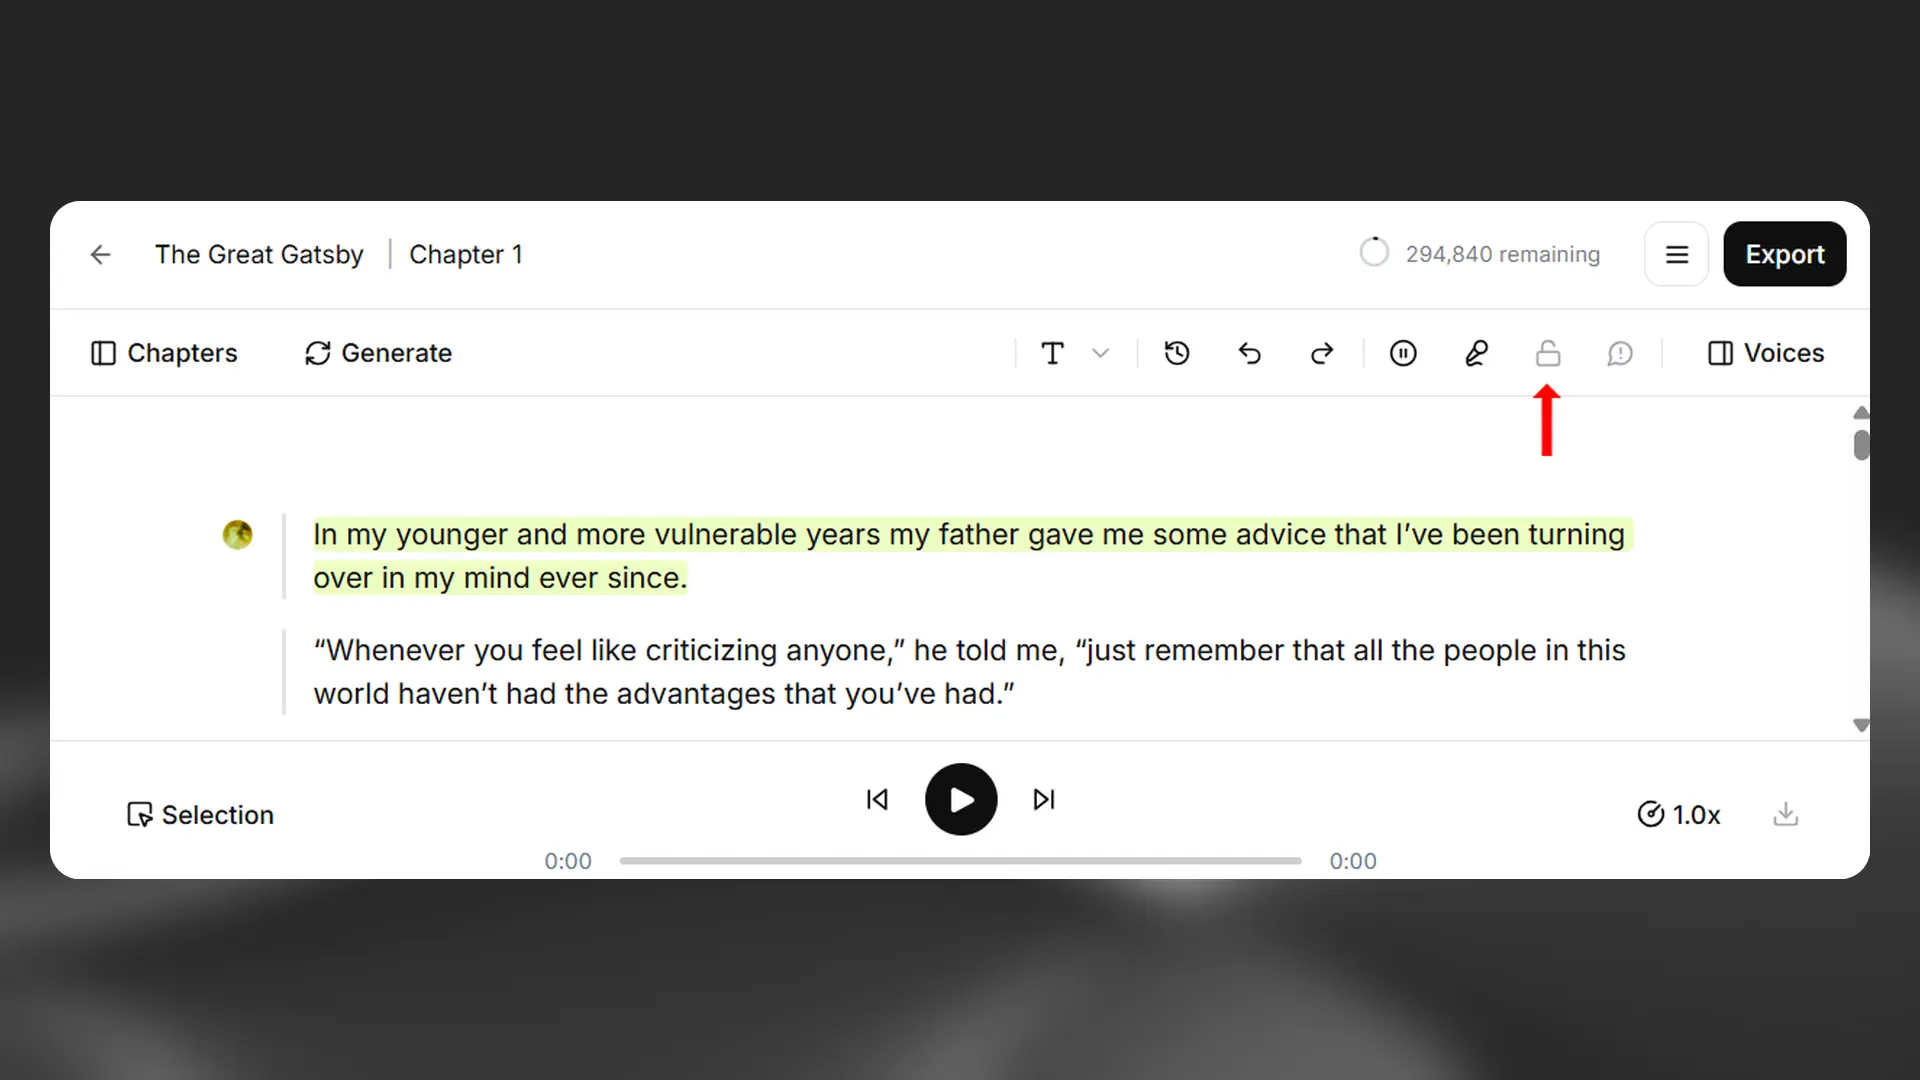 The Great Gatsby | Chapter 1
294,840 remaining
Export
Chapters
Generate
Voices
In my younger and more vulnerable years my father gave me some advice that I’ve been turning
over in my mind ever since.
“Whenever you feel like criticizing anyone,” he told me, “just remember that all the people in this
world haven’t had the advantages that you’ve had.”
Selection
1.0x
0:00
0:00